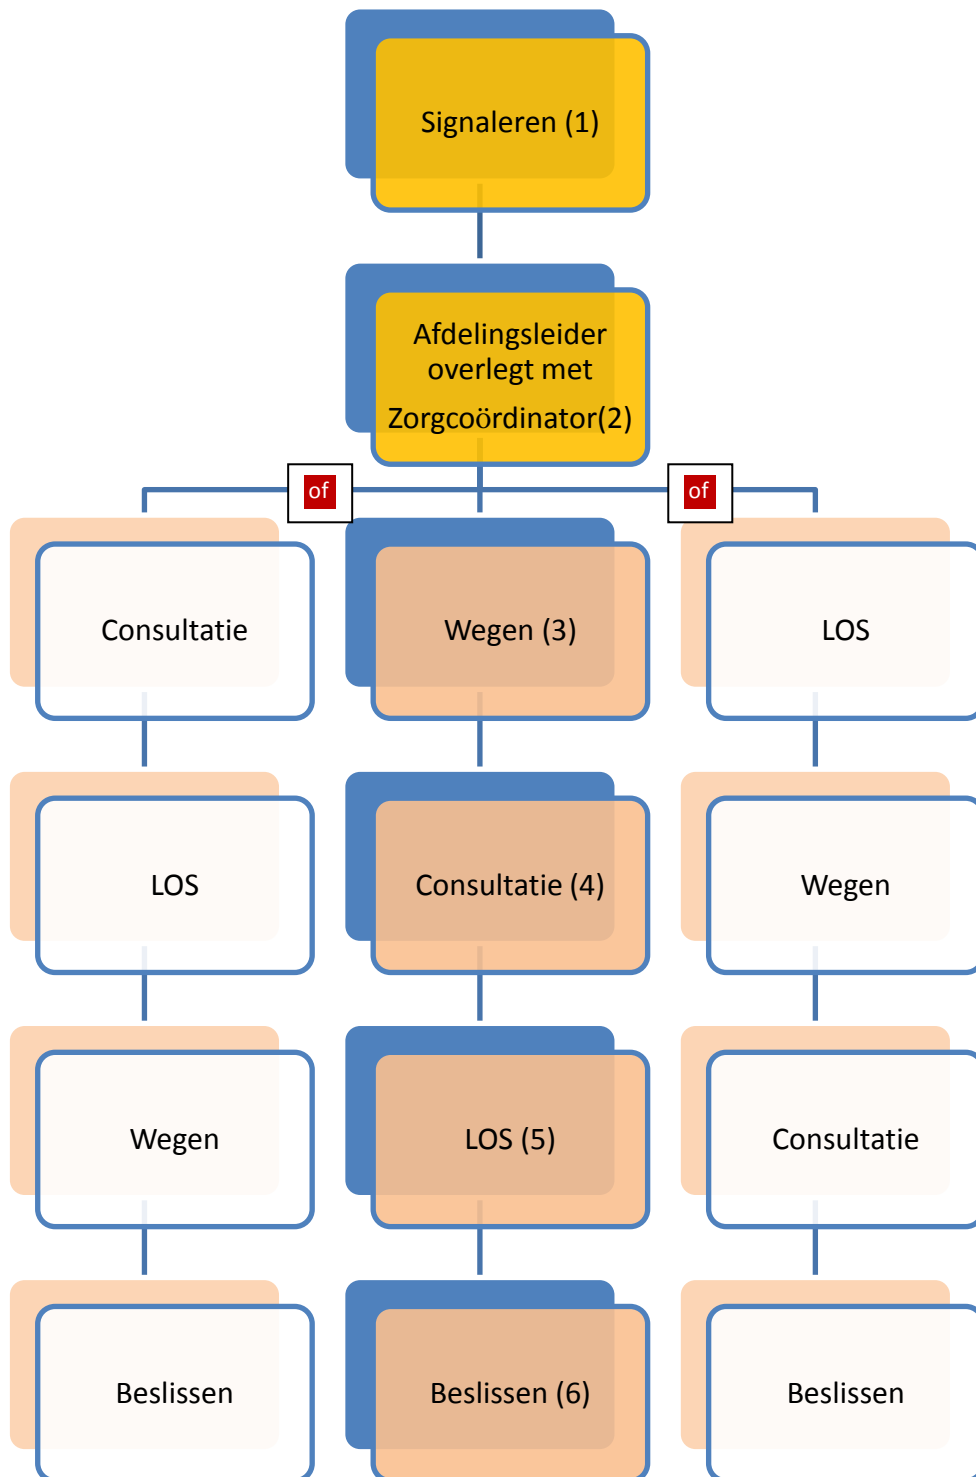 Signaleren (1)
Afdelingsleider
overlegt met
Zorgcoördinator(2)
of
of
Consultatie
Wegen (3)
LOS
LOS
Consultatie (4)
Wegen
Wegen
LOS (5)
Consultatie
Beslissen
Beslissen (6)
Beslissen